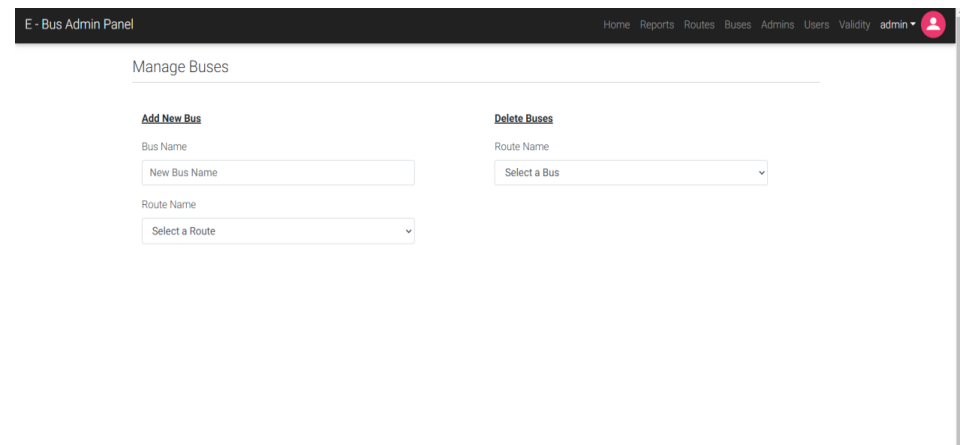 E - Bus Admin Panel
Home Reports Routes Buses Admins Users Validity admin
Manage Buses
Add New Bus
Bus Name
New Bus Name
Route Name
Select a Route
Delete Buses
Route Name
Select a Bus